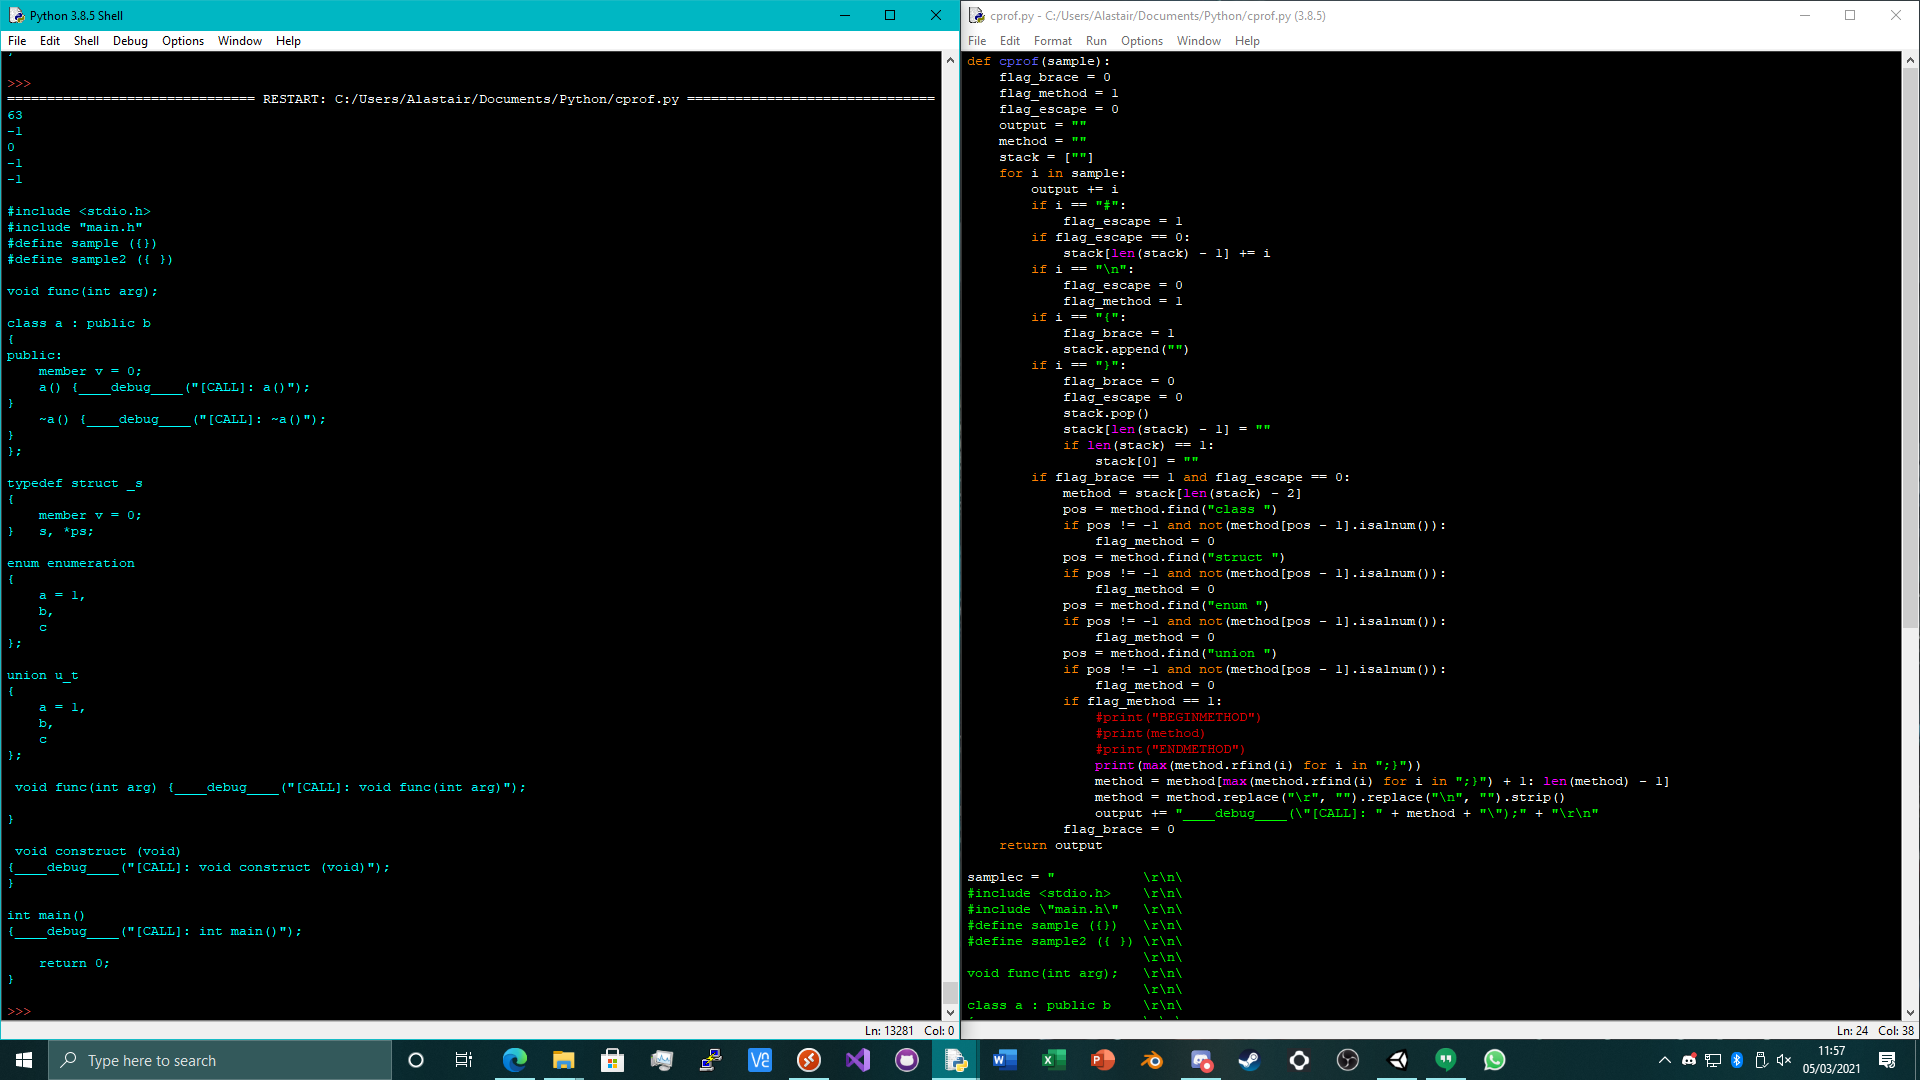 Python 3.8.5 Shell
File Edit Shell Debug Options Window Help
>>>
=============================== RESTART: C:/Users/Alastair/Documents/Python/cprof.py ===============================
63
-1
0
-1
-1
#include <stdio.h>
#include "main.h"
#define sample ({})
#define sample2 ({ })
void func(int arg);
class a : public b
{
public:
    member v = 0;
    a() {____debug____("[CALL]: a()");
}
    ~a() {____debug____("[CALL]: ~a()");
}
};
typedef struct _s
{
    member v = 0;
}   s, *ps;
enum enumeration
{
    a = 1,
    b,
    c
};
union u_t
{
    a = 1,
    b,
    c
};
 void func(int arg) {____debug____("[CALL]: void func(int arg)");
}
 void construct (void)
{____debug____("[CALL]: void construct (void)");
}
int main()
{____debug____("[CALL]: int main()");
    return 0;
}
>>>
Ln: 13281 Col: 0
cprof.py - C:/Users/Alastair/Documents/Python/cprof.py (3.8.5)
File Edit Format Run Options Window Help
def cprof(sample):
    flag_brace = 0
    flag_method = 1
    flag_escape = 0
    output = ""
    method = ""
    stack = [""]
    for i in sample:
        output += i
        if i == "#":
            flag_escape = 1
        if flag_escape == 0:
            stack[len(stack) - 1] += i
        if i == "\n":
            flag_escape = 0
            flag_method = 1
        if i == "{":
            flag_brace = 1
            stack.append("")
        if i == "}":
            flag_brace = 0
            flag_escape = 0
            stack.pop()
            stack[len(stack) - 1] = ""
            if len(stack) == 1:
                stack[0] = ""
        if flag_brace == 1 and flag_escape == 0:
            method = stack[len(stack) - 2]
            pos = method.find("class ")
            if pos != -1 and not(method[pos - 1].isalnum()):
                flag_method = 0
            pos = method.find("struct ")
            if pos != -1 and not(method[pos - 1].isalnum()):
                flag_method = 0
            pos = method.find("enum ")
            if pos != -1 and not(method[pos - 1].isalnum()):
                flag_method = 0
            pos = method.find("union ")
            if pos != -1 and not(method[pos - 1].isalnum()):
                flag_method = 0
            if flag_method == 1:
                #print("BEGINMETHOD")
                #print(method)
                #print("ENDMETHOD")
                print(max(method.rfind(i) for i in ";}"))
                method = method[max(method.rfind(i) for i in ";}") + 1: len(method) - 1]
                method = method.replace("\r", "").replace("\n", "").strip()
                output += "____debug____(\"[CALL]: " + method + "\");" + "\r\n"
            flag_brace = 0
    return output
samplec = "           \r\n\
#include <stdio.h>    \r\n\
#include \"main.h\"   \r\n\
#define sample ({})   \r\n\
#define sample2 ({ }) \r\n\
                      \r\n\
void func(int arg);   \r\n\
                      \r\n\
class a : public b    \r\n\
Ln: 24 Col: 38
Type here to search
11:57
05/03/2021